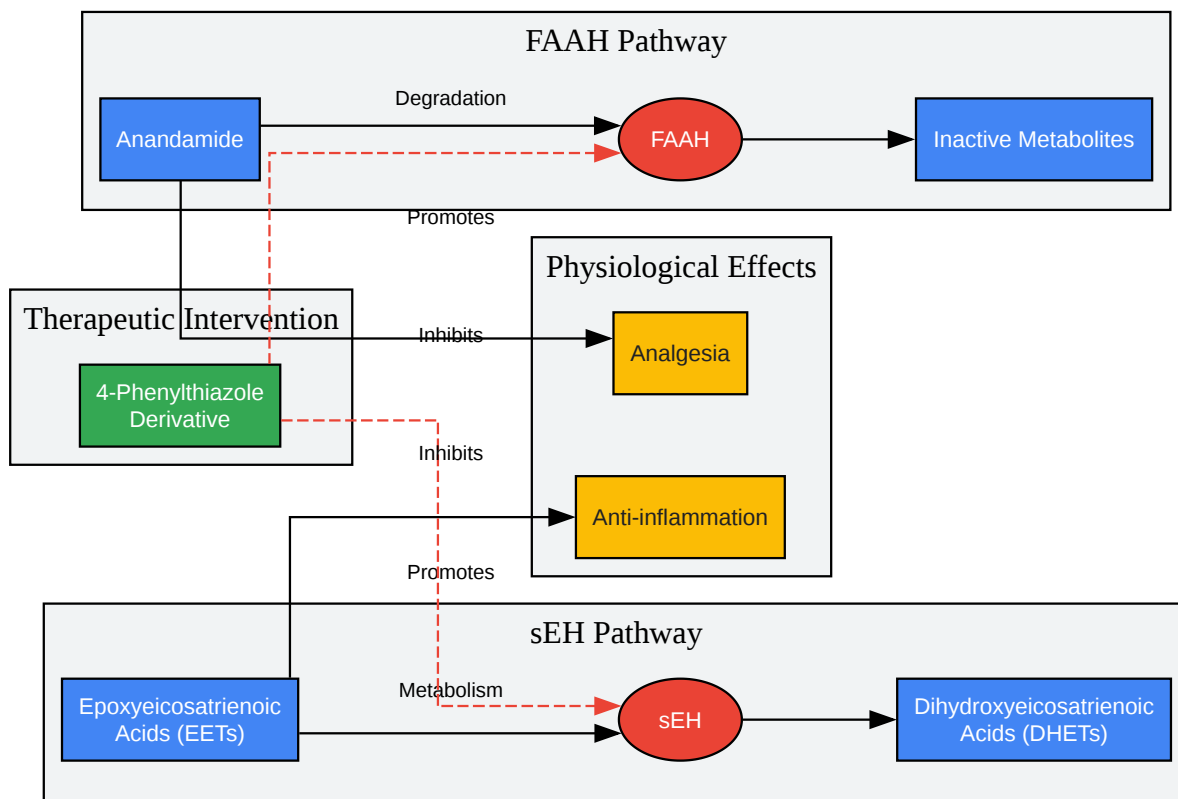 FAAH Pathway
Degradation
Anandamide
FAAH
Inactive Metabolites
Promotes
Physiological Effects
Therapeutic Intervention
Inhibits
Analgesia
4-Phenylthiazole
Derivative
Inhibits
Anti-inflammation
Promotes
sEH Pathway
Metabolism
Epoxyeicosatrienoic
Acids (EETs)
sEH
Dihydroxyeicosatrienoic
Acids (DHETs)